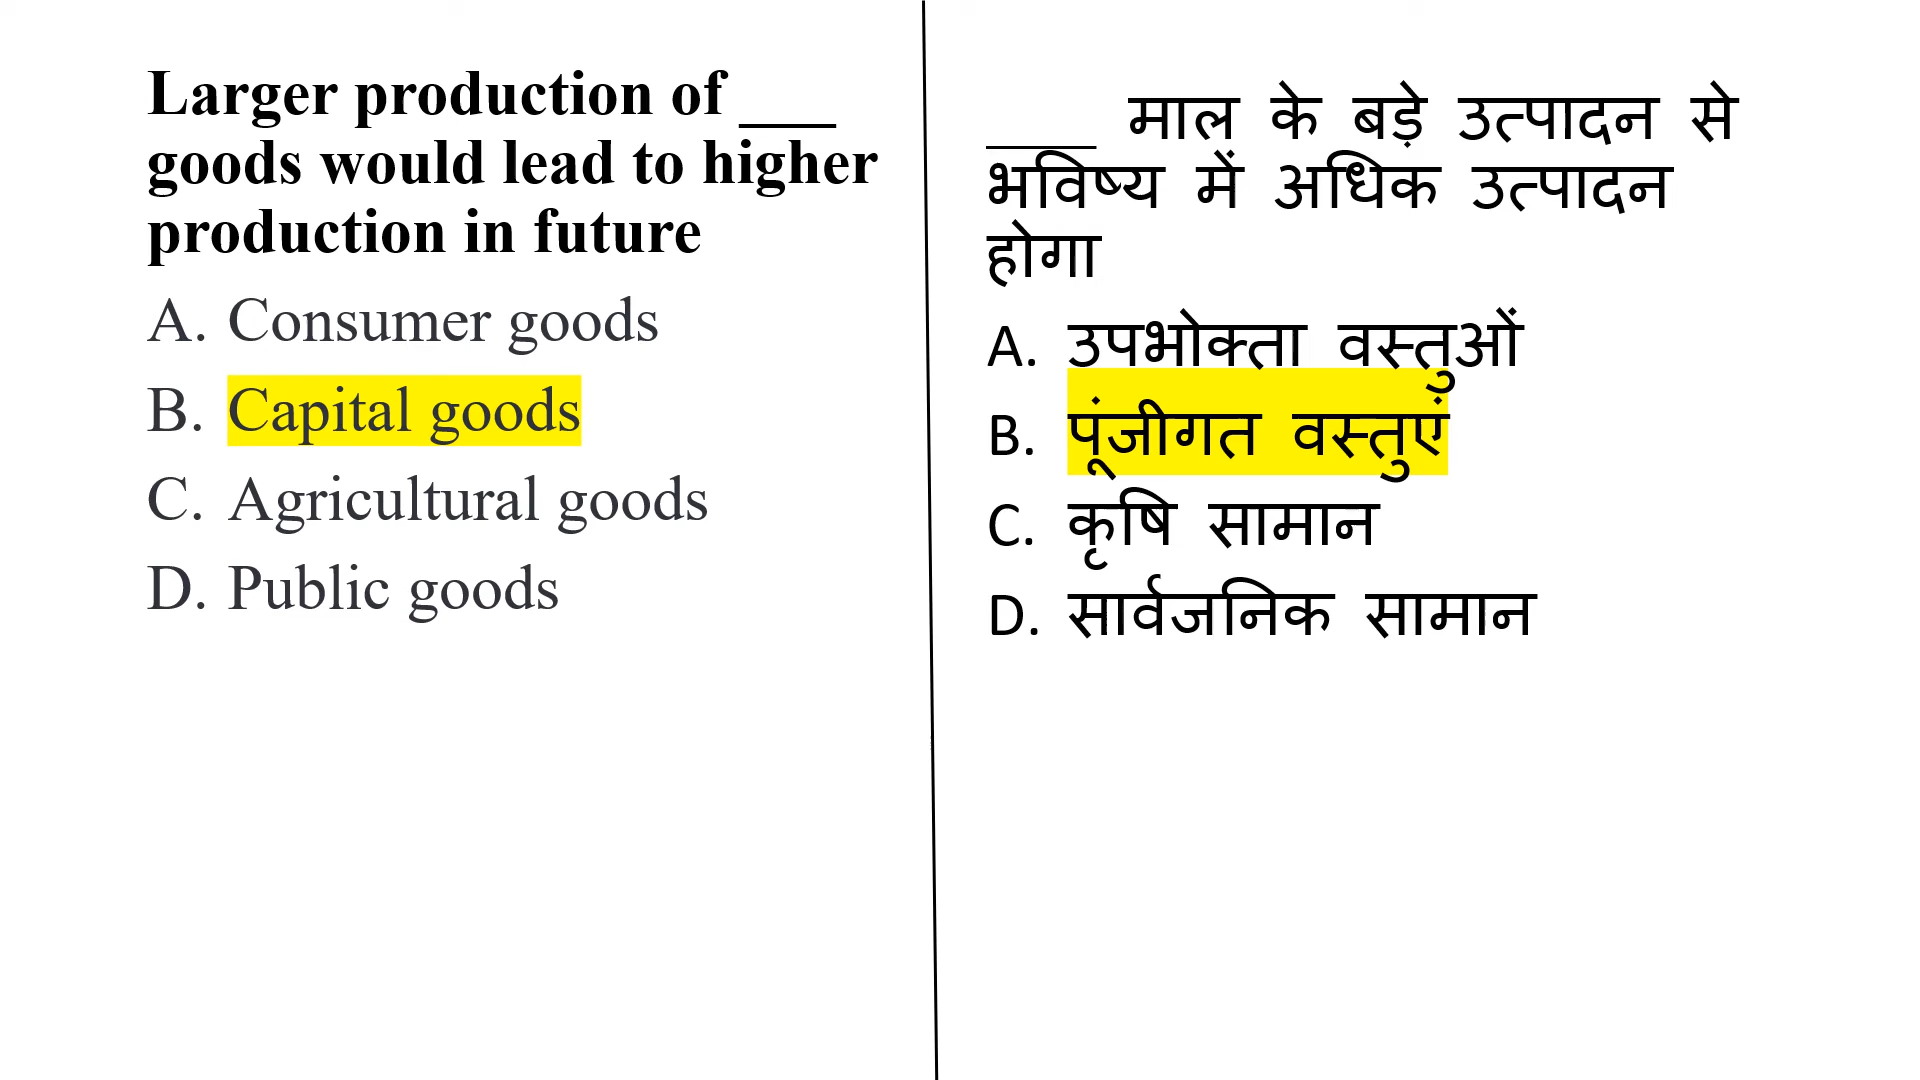 Larger production of ___
goods would lead to higher
production in future
A. Consumer goods
B. Capital goods
C. Agricultural goods
D. Public goods
____ माल के बड़े उत्पादन से
भविष्य में अधिक उत्पादन
होगा
A. उपभोक्ता वस्तुओं
B. पूंजीगत वस्तुएं
C. कृषि सामान
D. सार्वजनिक सामान